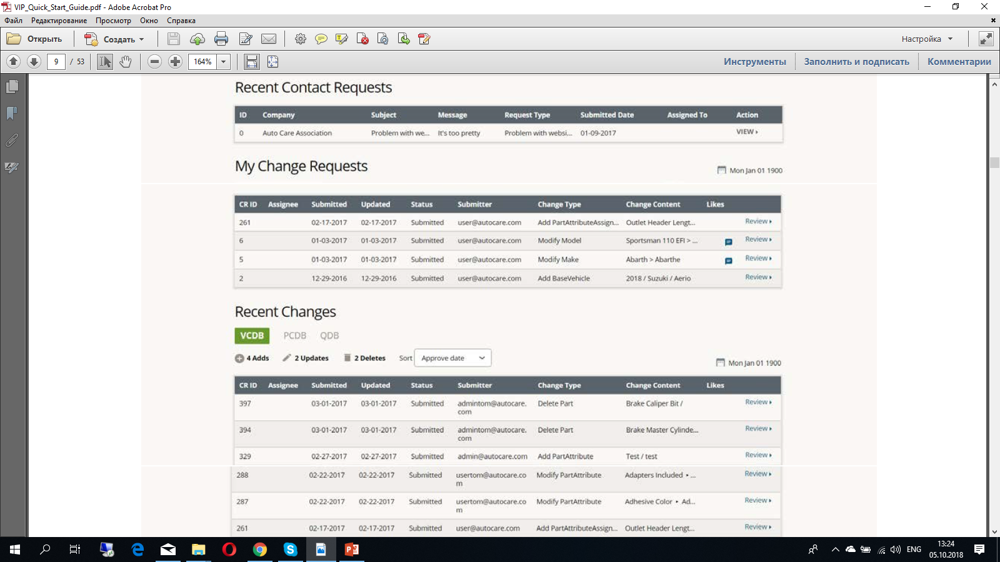 VIP_Quick_Start_Guide.pdf - Adobe Acrobat Pro
Файл Редактирование Просмотр Окно Справка
Открыть Создать Настройка
9 / 53 164% Инструменты Заполнить и подписать Комментарии
Recent Contact Requests
ID Company Subject Message Request Type Submitted Date Assigned To Action
0 Auto Care Association Problem with we... It's too pretty Problem with websi... 01-09-2017 VIEW
My Change Requests
Mon Jan 01 1900
CR ID Assignee Submitted Updated Status Submitter Change Type Change Content Likes
261 02-17-2017 02-17-2017 Submitted user@autocare.com Add PartAttributeAssign... Outlet Header Lengt... Review
6 01-03-2017 01-03-2017 Submitted user@autocare.com Modify Model Sportsman 110 EFI > ... Review
5 01-03-2017 01-03-2017 Submitted user@autocare.com Modify Make Abarth > Abarthe Review
2 12-29-2016 12-29-2016 Submitted user@autocare.com Add BaseVehicle 2018 / Suzuki / Aerio Review
Recent Changes
VCDB PCDB QDB
4 Adds 2 Updates 2 Deletes Sort Approve date
Mon Jan 01 1900
CR ID Assignee Submitted Updated Status Submitter Change Type Change Content Likes
397 03-01-2017 03-01-2017 Submitted admintom@autocare. Delete Part Brake Caliper Bit / Review
com
394 03-01-2017 03-01-2017 Submitted admintom@autocare. Delete Part Brake Master Cylinde... Review
com
329 02-27-2017 02-27-2017 Submitted admin@autocare.com Add PartAttribute Test / test Review
288 02-22-2017 02-22-2017 Submitted usertom@autocare.co Modify PartAttribute Adapters Included ‣ ... Review
m
287 02-22-2017 02-22-2017 Submitted usertom@autocare.co Modify PartAttribute Adhesive Color ‣ Ad... Review
m
261 02-17-2017 02-17-2017 Submitted user@autocare.com Add PartAttributeAssign... Outlet Header Lengt... Review
ENG 13:24
05.10.2018